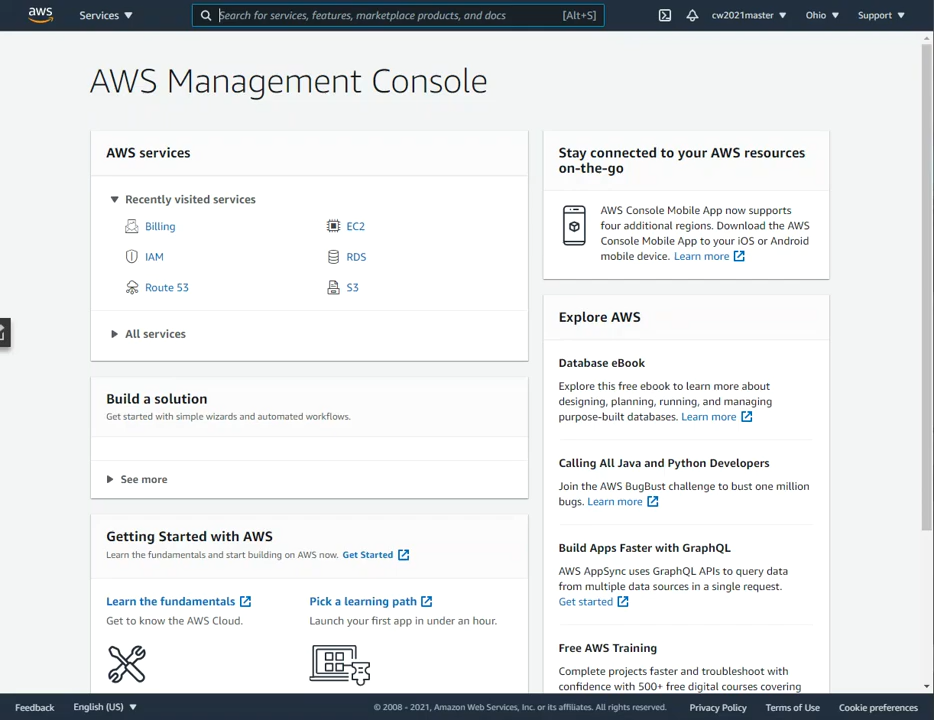 aws
Services
Search for services, features, marketplace products, and docs
[Alt+S]
cw2021master
Ohio
Support
AWS Management Console
AWS services
Recently visited services
Billing
EC2
IAM
RDS
Route 53
S3
All services
Build a solution
Get started with simple wizards and automated workflows.
See more
Getting Started with AWS
Learn the fundamentals and start building on AWS now. Get Started
Learn the fundamentals
Get to know the AWS Cloud.
Pick a learning path
Launch your first app in under an hour.
Stay connected to your AWS resources
on-the-go
AWS Console Mobile App now supports
four additional regions. Download the AWS
Console Mobile App to your iOS or Android
mobile device. Learn more
Explore AWS
Database eBook
Explore this free ebook to learn more about
designing, planning, running, and managing
purpose-built databases. Learn more
Calling All Java and Python Developers
Join the AWS BugBust challenge to bust one million
bugs. Learn more
Build Apps Faster with GraphQL
AWS AppSync uses GraphQL APIs to query data
from multiple data sources in a single request.
Get started
Free AWS Training
Complete projects faster and troubleshoot with
confidence with 500+ free digital courses covering
Feedback
English (US)
© 2008 - 2021, Amazon Web Services, Inc. or its affiliates. All rights reserved.
Privacy Policy
Terms of Use
Cookie preferences